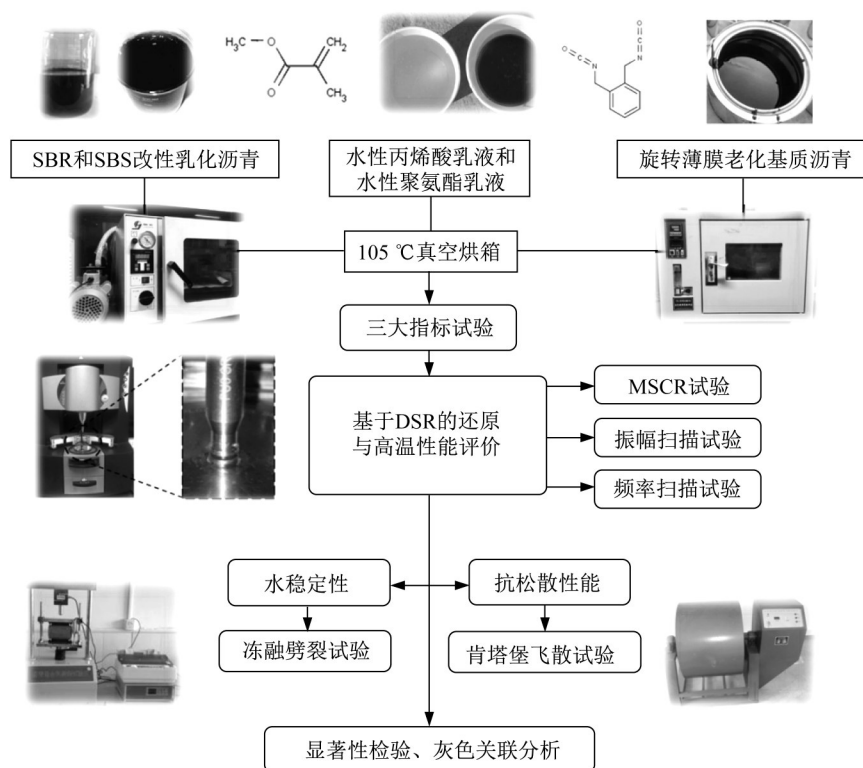 H₃C
O
CH₂
O
CH₃
O
C
N
O
C
N
SBR和SBS改性乳化沥青
水性丙烯酸乳液和
水性聚氨酯乳液
旋转薄膜老化基质沥青
105 ℃真空烘箱
三大指标试验
基于DSR的还原
与高温性能评价
MSCR试验
振幅扫描试验
频率扫描试验
水稳定性
抗松散性能
冻融劈裂试验
肯塔堡飞散试验
显著性检验、灰色关联分析